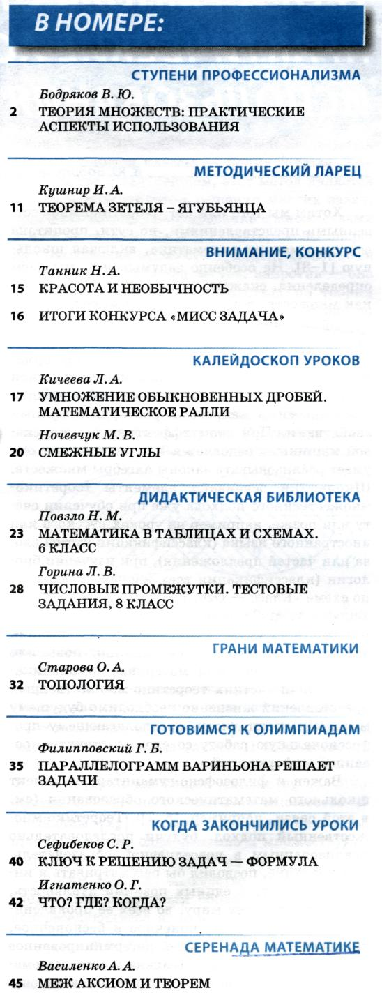 В НОМЕРЕ:
СТУПЕНИ ПРОФЕССИОНАЛИЗМА
Бодряков В. Ю.
2 ТЕОРИЯ МНОЖЕСТВ: ПРАКТИЧЕСКИЕ
АСПЕКТЫ ИСПОЛЬЗОВАНИЯ
МЕТОДИЧЕСКИЙ ЛАРЕЦ
Кушнир И. А.
11 ТЕОРЕМА ЗЕТЕЛЯ – ЯГУБЬЯНЦА
ВНИМАНИЕ, КОНКУРС
Танник Н. А.
15 КРАСОТА И НЕОБЫЧНОСТЬ
16 ИТОГИ КОНКУРСА «МИСС ЗАДАЧА»
КАЛЕЙДОСКОП УРОКОВ
Кичеева Л. А.
17 УМНОЖЕНИЕ ОБЫКНОВЕННЫХ ДРОБЕЙ.
МАТЕМАТИЧЕСКОЕ РАЛЛИ
Ночевчук М. В.
20 СМЕЖНЫЕ УГЛЫ
ДИДАКТИЧЕСКАЯ БИБЛИОТЕКА
Повзло Н. М.
23 МАТЕМАТИКА В ТАБЛИЦАХ И СХЕМАХ.
6 КЛАСС
Горина Л. В.
28 ЧИСЛОВЫЕ ПРОМЕЖУТКИ. ТЕСТОВЫЕ
ЗАДАНИЯ, 8 КЛАСС
ГРАНИ МАТЕМАТИКИ
Старова О. А.
32 ТОПОЛОГИЯ
ГОТОВИМСЯ К ОЛИМПИАДАМ
Филипповский Г. Б.
35 ПАРАЛЛЕЛОГРАММ ВАРИНЬОНА РЕШАЕТ
ЗАДАЧИ
КОГДА ЗАКОНЧИЛИСЬ УРОКИ
Сефибеков С. Р.
40 КЛЮЧ К РЕШЕНИЮ ЗАДАЧ — ФОРМУЛА
Игнатенко О. Г.
42 ЧТО? ГДЕ? КОГДА?
СЕРЕНАДА МАТЕМАТИКЕ
Василенко А. А.
45 МЕЖ АКСИОМ И ТЕОРЕМ